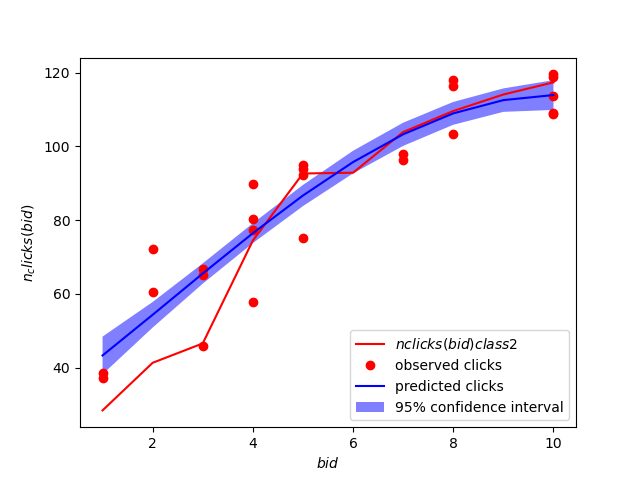 120
100
80
60
40
n_clicks(bid)
2
4
6
8
10
bid
nclicks(bid)class2
observed clicks
predicted clicks
95% confidence interval